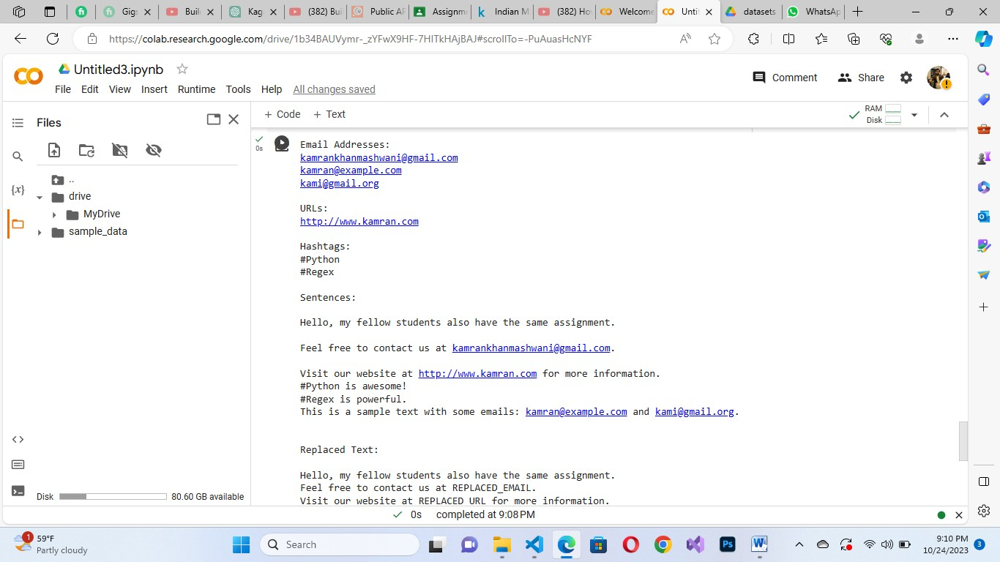 Gigs
Buil
Kag
(382) Bui
Public AP
Assignme
Indian M
(382) Ho
Welcome
Untit
datasets
WhatsAp
https://colab.research.google.com/drive/1b34BAUVymr-_zYFwX9HF-7HITkHAjBAJ#scrollTo=-PuAuasHcNYF
Untitled3.ipynb
File Edit View Insert Runtime Tools Help All changes saved
Comment Share
Files
+ Code + Text
RAM
Disk
..
drive
MyDrive
sample_data
Disk 80.60 GB available
0s
Email Addresses:
kamrankhanmashwani@gmail.com
kamran@example.com
kami@gmail.org
URLs:
http://www.kamran.com
Hashtags:
#Python
#Regex
Sentences:
Hello, my fellow students also have the same assignment.
Feel free to contact us at kamrankhanmashwani@gmail.com.
Visit our website at http://www.kamran.com for more information.
#Python is awesome!
#Regex is powerful.
This is a sample text with some emails: kamran@example.com and kami@gmail.org.
Replaced Text:
Hello, my fellow students also have the same assignment.
Feel free to contact us at REPLACED_EMAIL.
Visit our website at REPLACED_URL for more information.
0s completed at 9:08 PM
1
59°F
Partly cloudy
Search
Ps
9:10 PM
10/24/2023
3